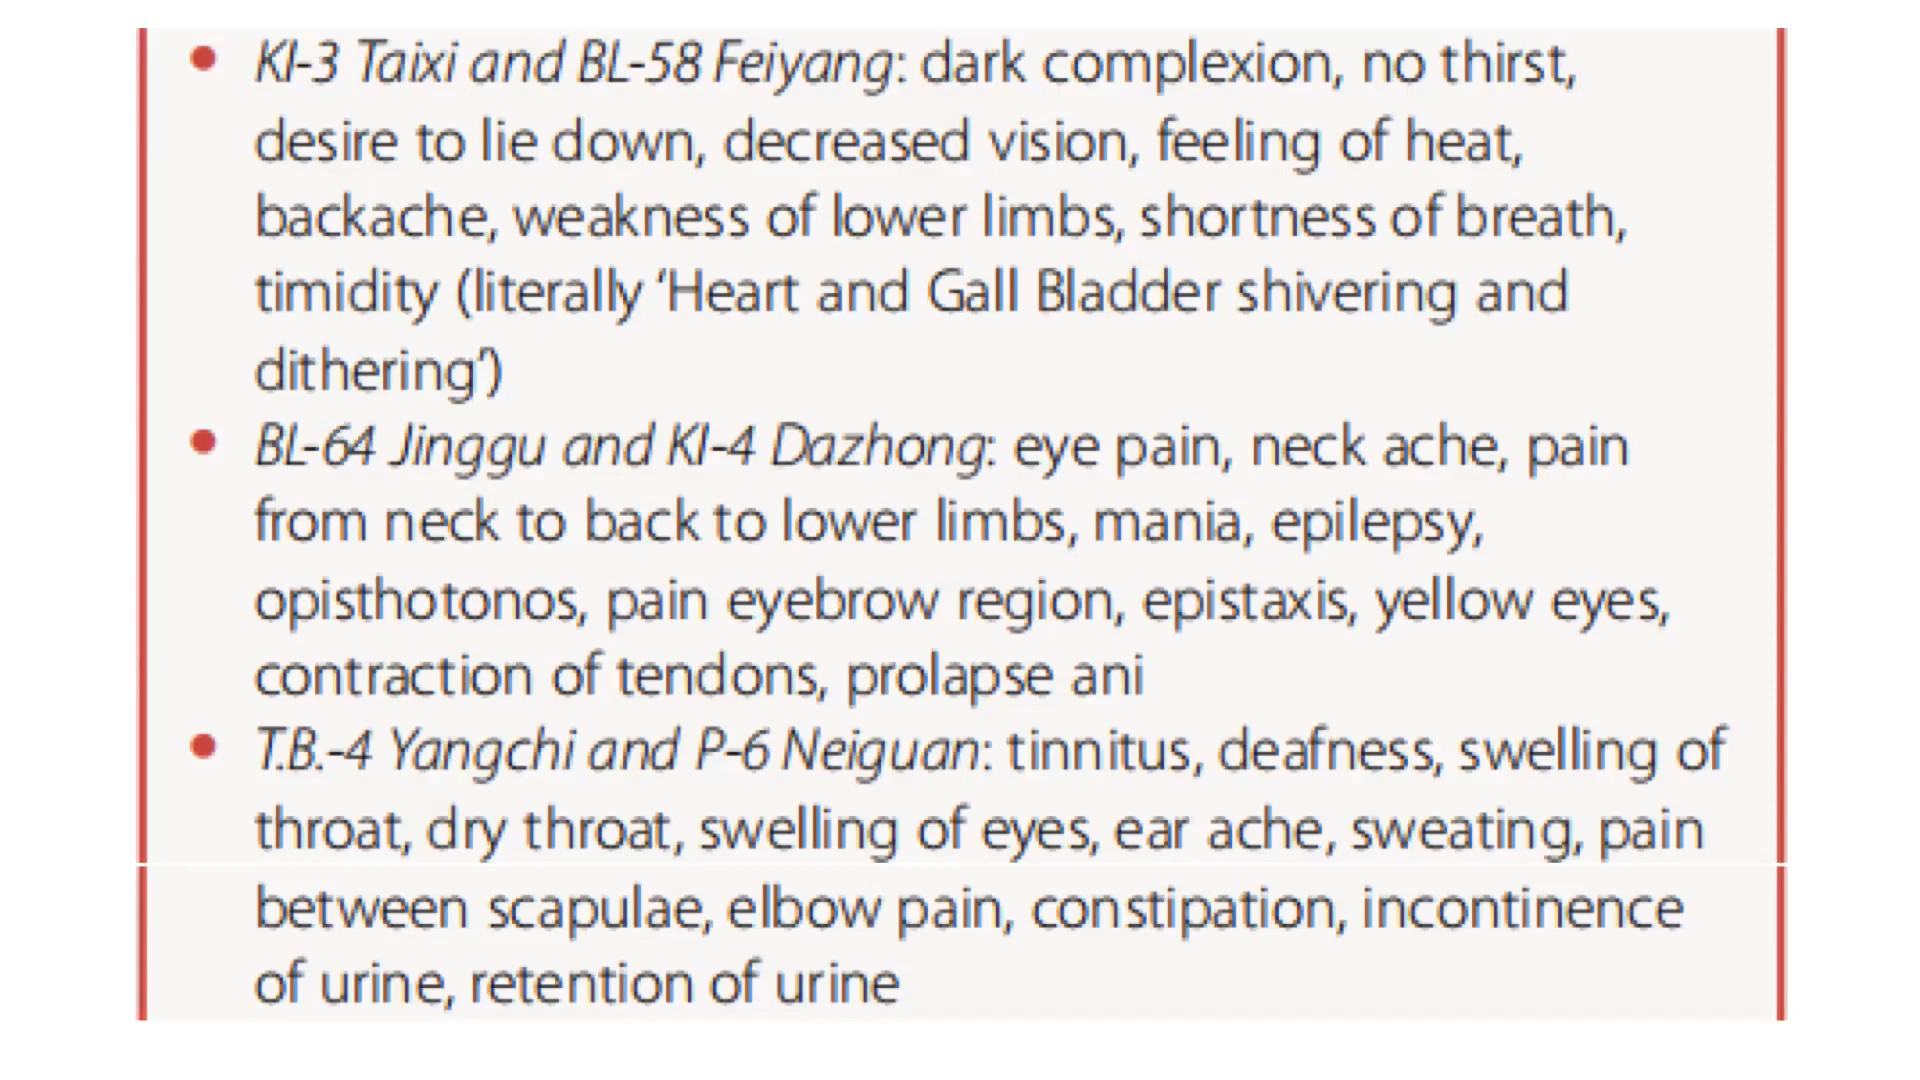 • KI-3 Taixi and BL-58 Feiyang: dark complexion, no thirst,
desire to lie down, decreased vision, feeling of heat,
backache, weakness of lower limbs, shortness of breath,
timidity (literally ‘Heart and Gall Bladder shivering and
dithering’)
• BL-64 Jinggu and KI-4 Dazhong: eye pain, neck ache, pain
from neck to back to lower limbs, mania, epilepsy,
opisthotonos, pain eyebrow region, epistaxis, yellow eyes,
contraction of tendons, prolapse ani
• T.B.-4 Yangchi and P-6 Neiguan: tinnitus, deafness, swelling of
throat, dry throat, swelling of eyes, ear ache, sweating, pain
between scapulae, elbow pain, constipation, incontinence
of urine, retention of urine